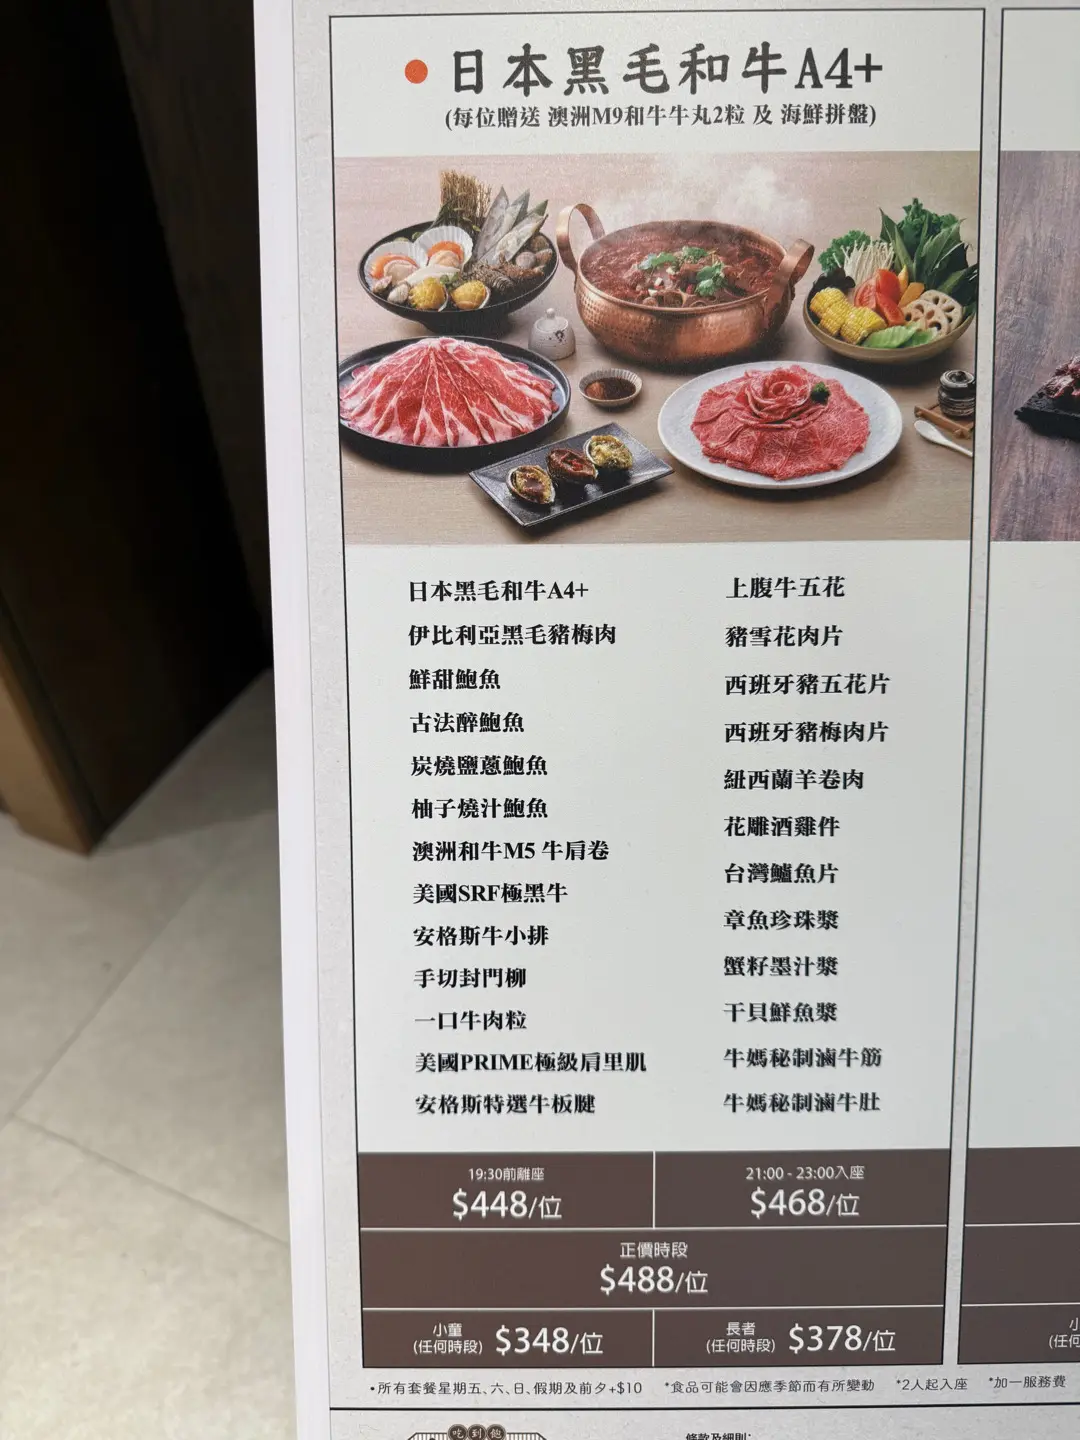 日本黑毛和牛A4+
(每位贈送 澳洲M9和牛牛丸2粒 及 海鮮拼盤)
日本黑毛和牛A4+
伊比利亞黑毛豬梅肉
鮮甜鮑魚
古法醉鮑魚
炭燒鹽蔥鮑魚
柚子燒汁鮑魚
澳洲和牛M5 牛肩卷
美國SRF極黑牛
安格斯牛小排
手切封門柳
一口牛肉粒
美國PRIME極級肩里肌
安格斯特選牛板腱
上腹牛五花
豬雪花肉片
西班牙豬五花片
西班牙豬梅肉片
紐西蘭羊卷肉
花雕酒雞件
台灣鱸魚片
章魚珍珠漿
蟹籽墨汁漿
干貝鮮魚漿
牛媽秘制滷牛筋
牛媽秘制滷牛肚
19:30前離座
$448/位
21:00 - 23:00入座
$468/位
正價時段
$488/位
小童
(任何時段) $348/位
長者
(任何時段) $378/位
•所有套餐星期五、六、日、假期及前夕+$10 *食品可能會因應季節而有所變動 *2人起入座 *加一服務費
吃到飽
條款及細則: